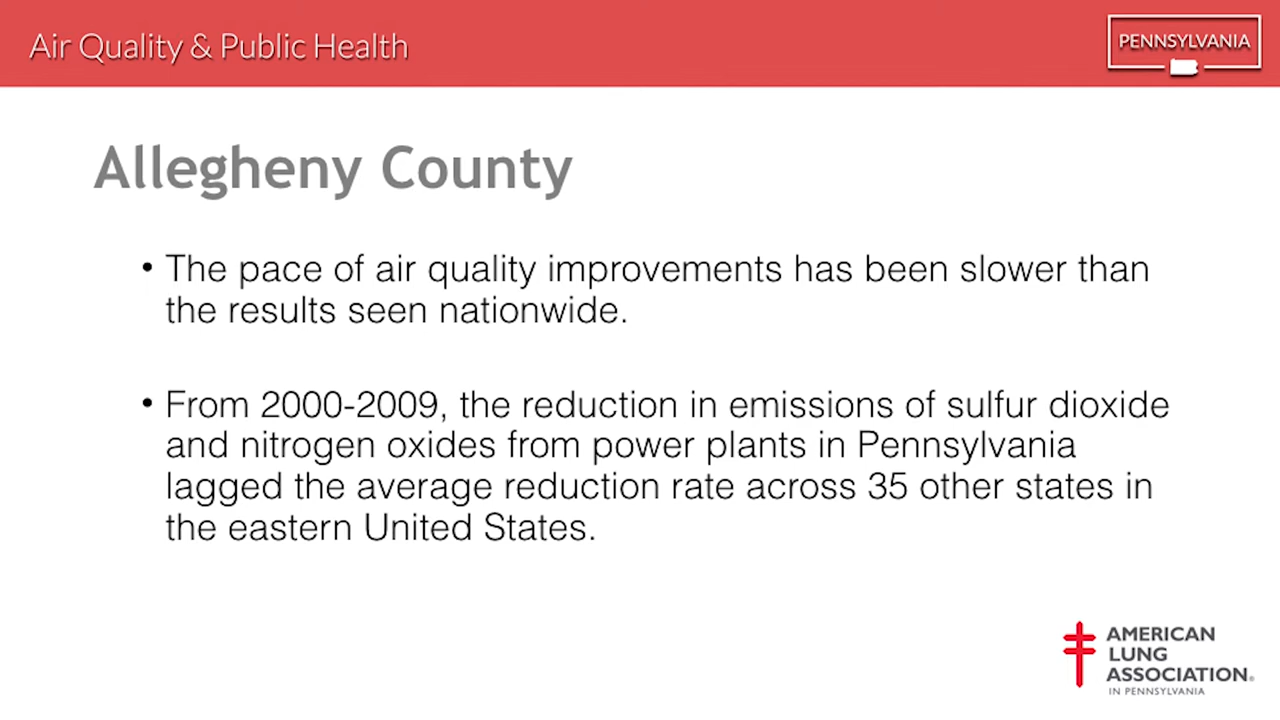 Air Quality & Public Health
PENNSYLVANIA
Allegheny County
• The pace of air quality improvements has been slower than
the results seen nationwide.
• From 2000-2009, the reduction in emissions of sulfur dioxide
and nitrogen oxides from power plants in Pennsylvania
lagged the average reduction rate across 35 other states in
the eastern United States.
AMERICAN
LUNG
ASSOCIATION®
IN PENNSYLVANIA